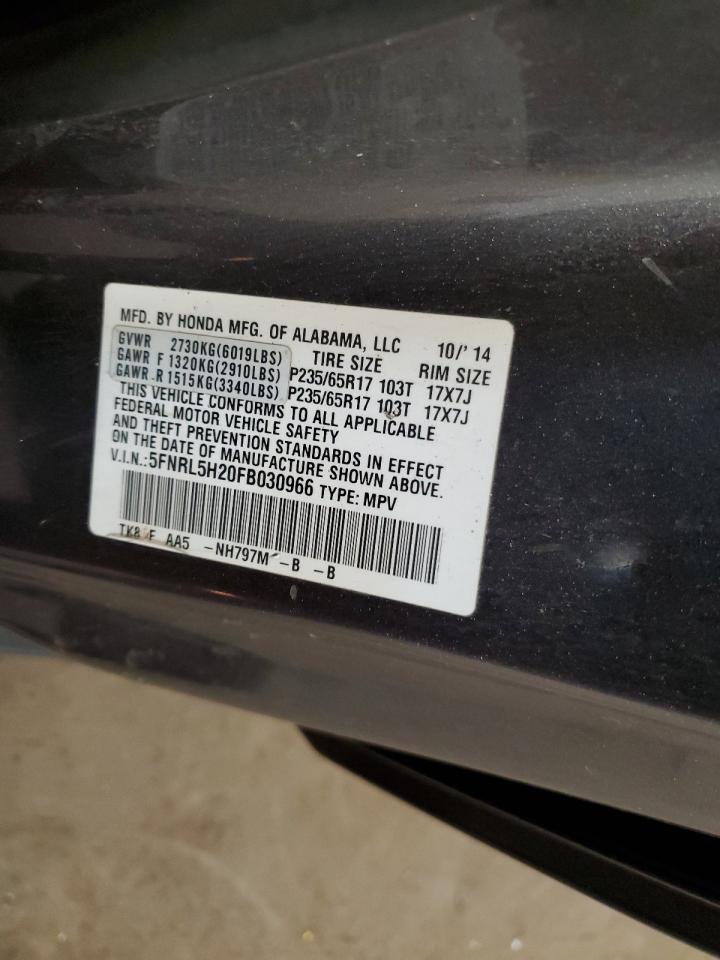 MFD. BY HONDA MFG. OF ALABAMA, LLC 10/'14
GVWR 2730KG(6019LBS) TIRE SIZE RIM SIZE
GAWR F 1320KG(2910LBS) P235/65R17 103T 17X7J
GAWR R 1515KG(3340LBS) P235/65R17 103T 17X7J
THIS VEHICLE CONFORMS TO ALL APPLICABLE
FEDERAL MOTOR VEHICLE SAFETY
AND THEFT PREVENTION STANDARDS IN EFFECT
ON THE DATE OF MANUFACTURE SHOWN ABOVE.
V.I.N.:5FNRL5H20FB030966 TYPE: MPV
AA5 -NH797M -B -B